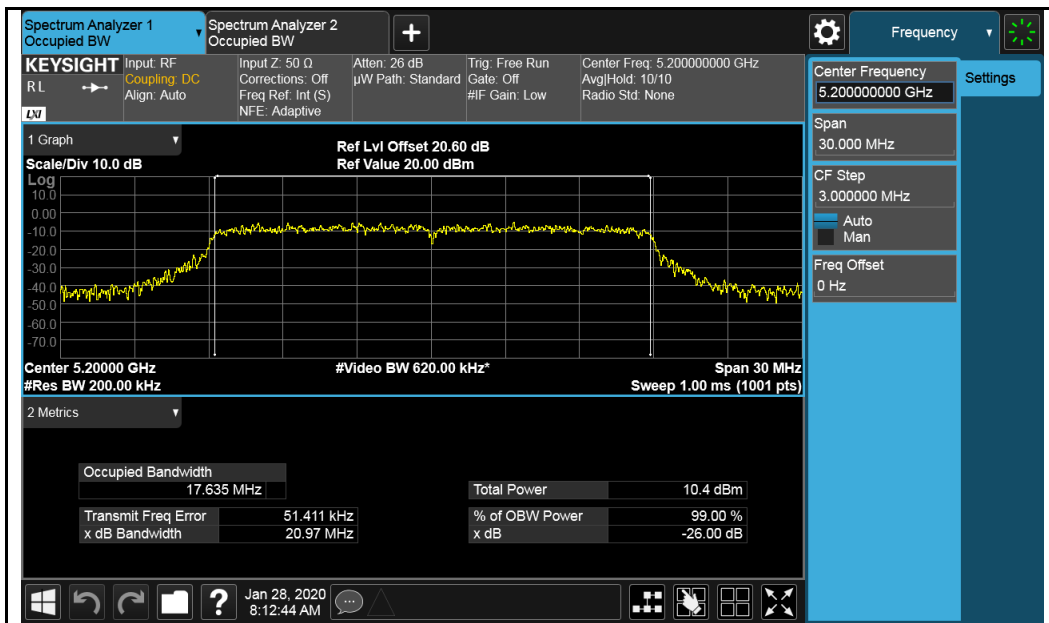 Spectrum Analyzer 1
Occupied BW
Spectrum Analyzer 2
Occupied BW
+
Frequency
KEYSIGHT
RL
LXI
Input: RF
Coupling: DC
Align: Auto
Input Z: 50 Ω
Corrections: Off
Freq Ref: Int (S)
NFE: Adaptive
Atten: 26 dB
µW Path: Standard
Trig: Free Run
Gate: Off
#IF Gain: Low
Center Freq: 5.200000000 GHz
Avg|Hold: 10/10
Radio Std: None
Center Frequency
5.200000000 GHz
Settings
Span
30.000 MHz
CF Step
3.000000 MHz
Auto
Man
Freq Offset
0 Hz
1 Graph
Scale/Div 10.0 dB
Ref Lvl Offset 20.60 dB
Ref Value 20.00 dBm
Log
10.0
0.00
-10.0
-20.0
-30.0
-40.0
-50.0
-60.0
-70.0
Center 5.20000 GHz
#Video BW 620.00 kHz*
Span 30 MHz
#Res BW 200.00 kHz
Sweep 1.00 ms (1001 pts)
2 Metrics
Occupied Bandwidth
17.635 MHz
Total Power 10.4 dBm
Transmit Freq Error 51.411 kHz
% of OBW Power 99.00 %
x dB Bandwidth 20.97 MHz
x dB -26.00 dB
?
Jan 28, 2020
8:12:44 AM